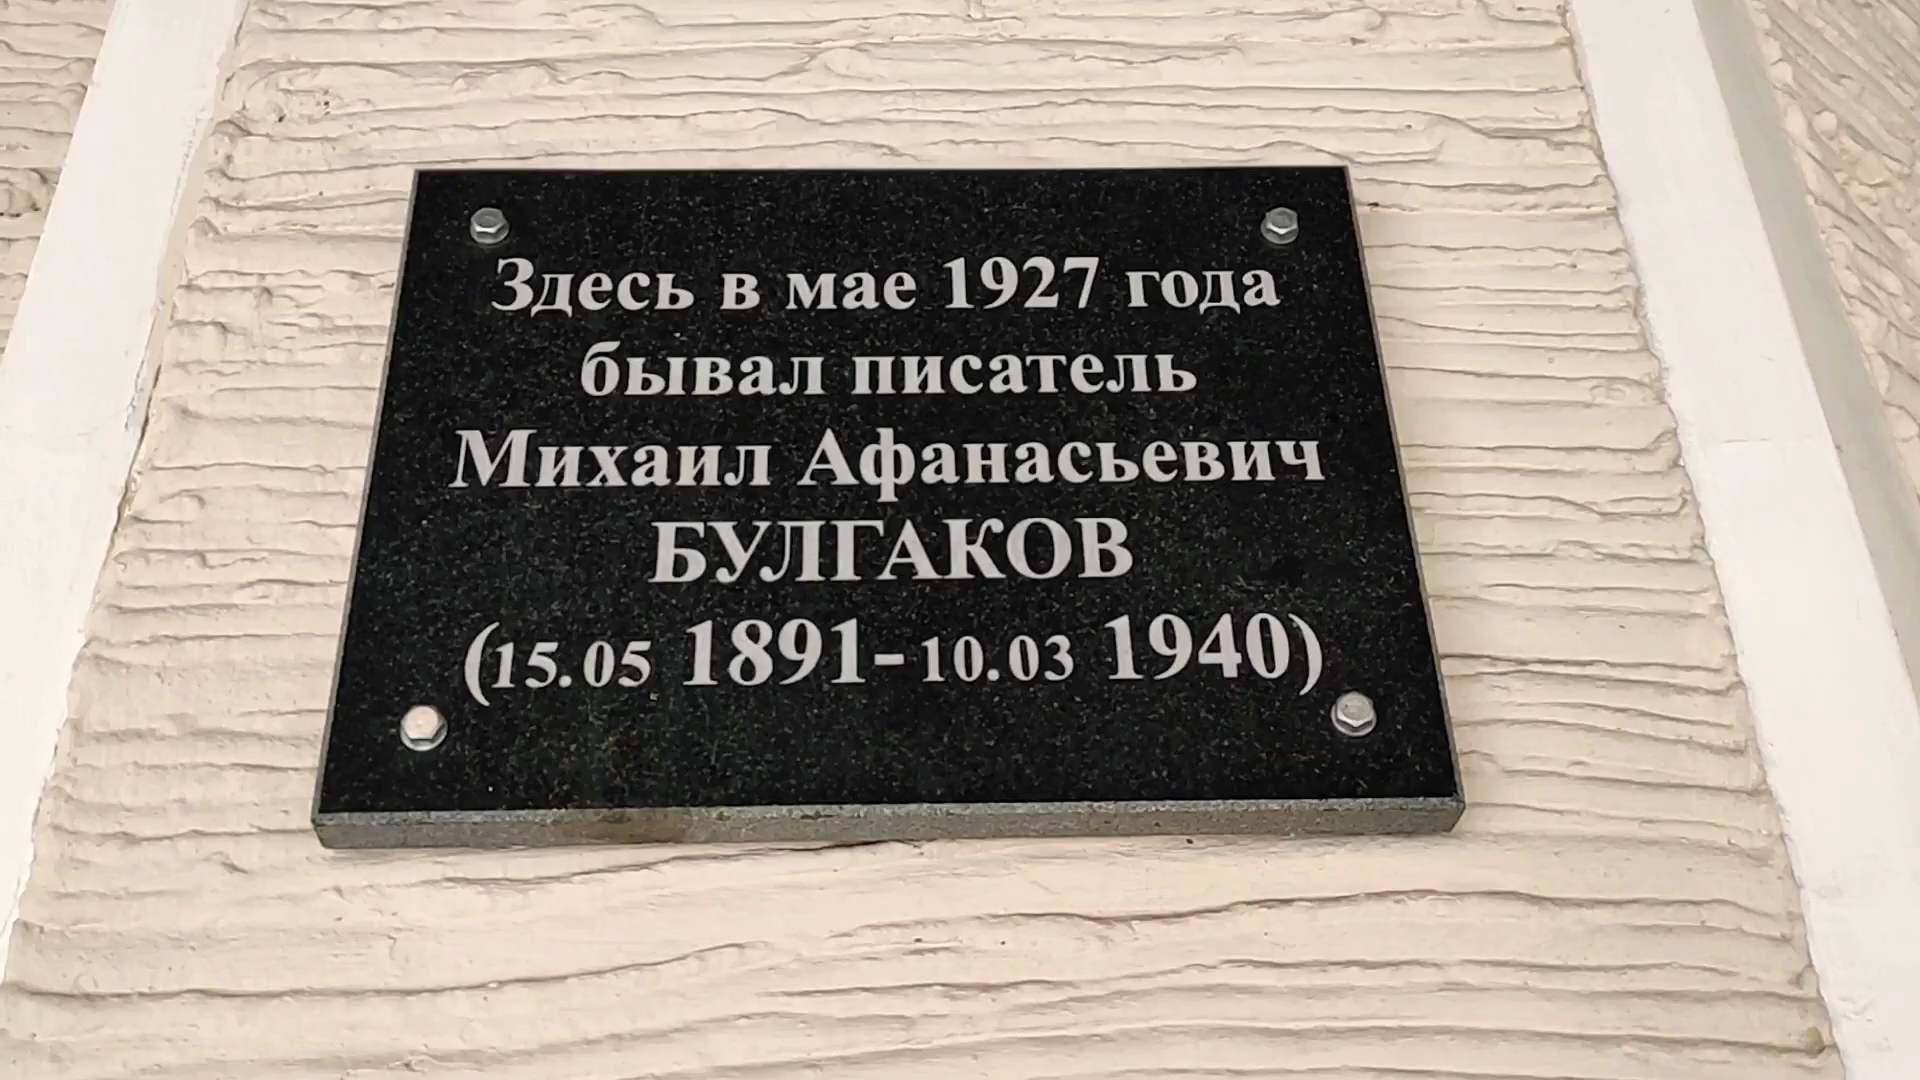 Здесь в мае 1927 года
бывал писатель
Михаил Афанасьевич
БУЛГАКОВ
(15.05 1891-10.03 1940)